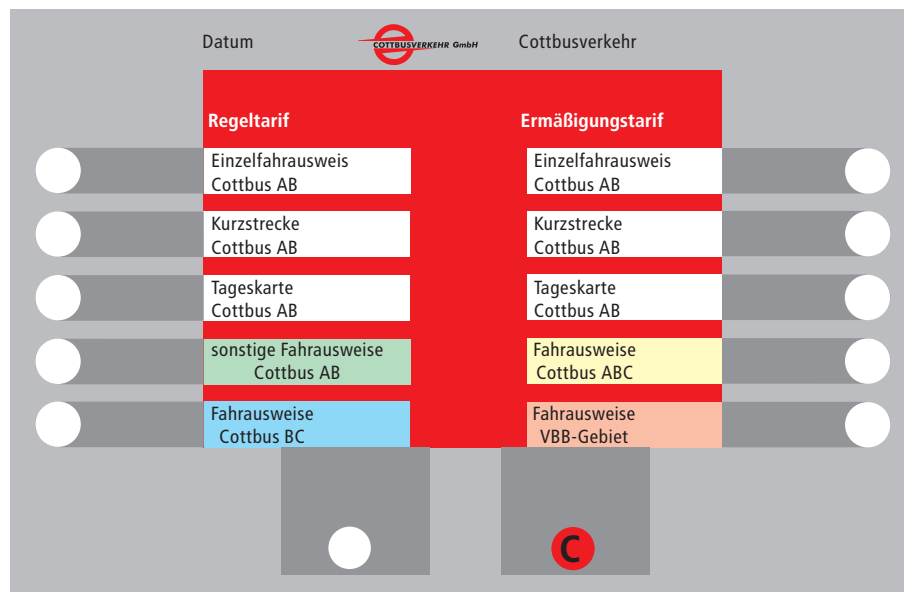 Datum
COTTBUSVERKEHR GmbH
Cottbusverkehr
Regeltarif
Ermäßigungstarif
Einzelfahrausweis
Cottbus AB
Einzelfahrausweis
Cottbus AB
Kurzstrecke
Cottbus AB
Kurzstrecke
Cottbus AB
Tageskarte
Cottbus AB
Tageskarte
Cottbus AB
sonstige Fahrausweise
Cottbus AB
Fahrausweise
Cottbus ABC
Fahrausweise
Cottbus BC
Fahrausweise
VBB-Gebiet
C